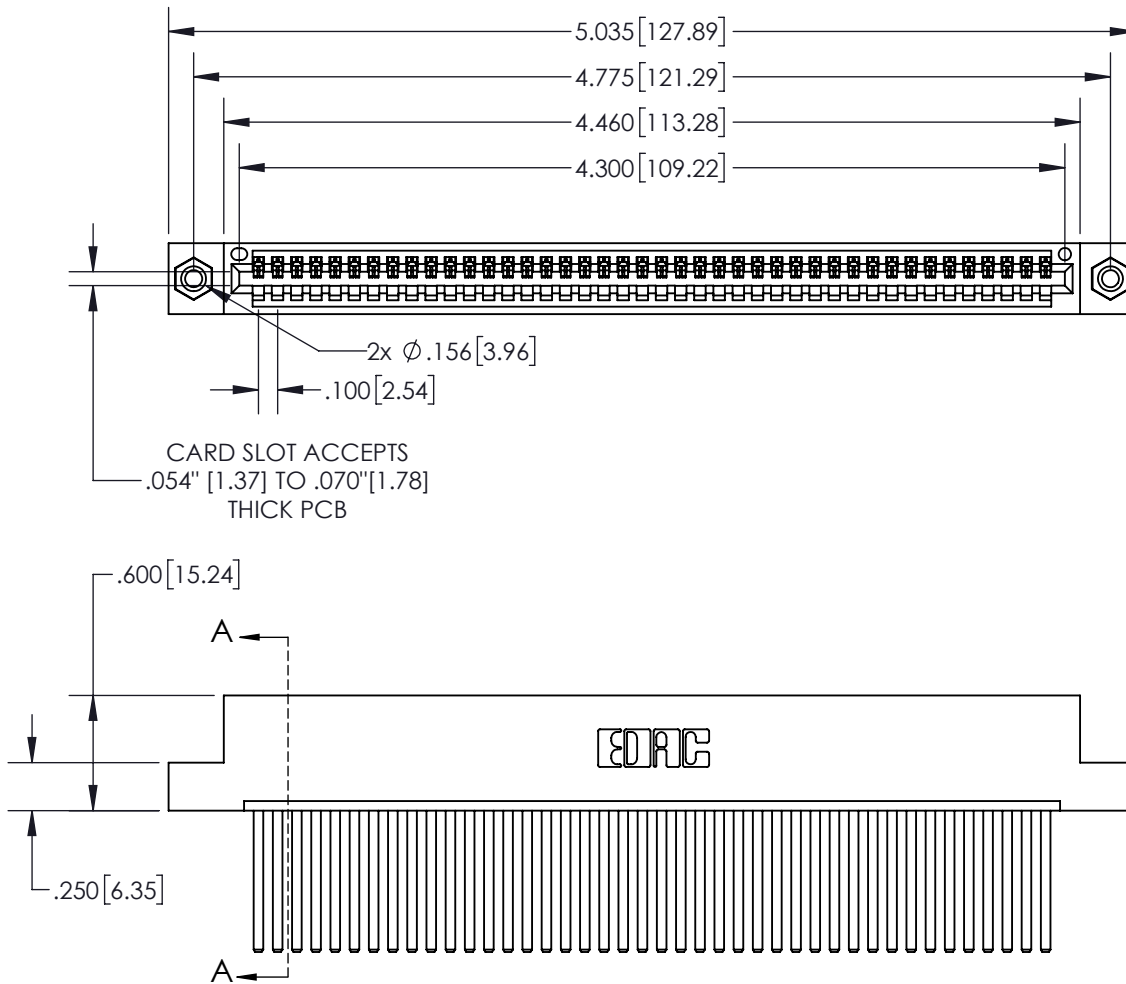 5.035[127.89]
4.775[121.29]
4.460[113.28]
4.300[109.22]
2x Ø.156[3.96]
.100[2.54]
CARD SLOT ACCEPTS
.054" [1.37] TO .070"[1.78]
THICK PCB
.600[15.24]
A
EDAC
.250[6.35]
A